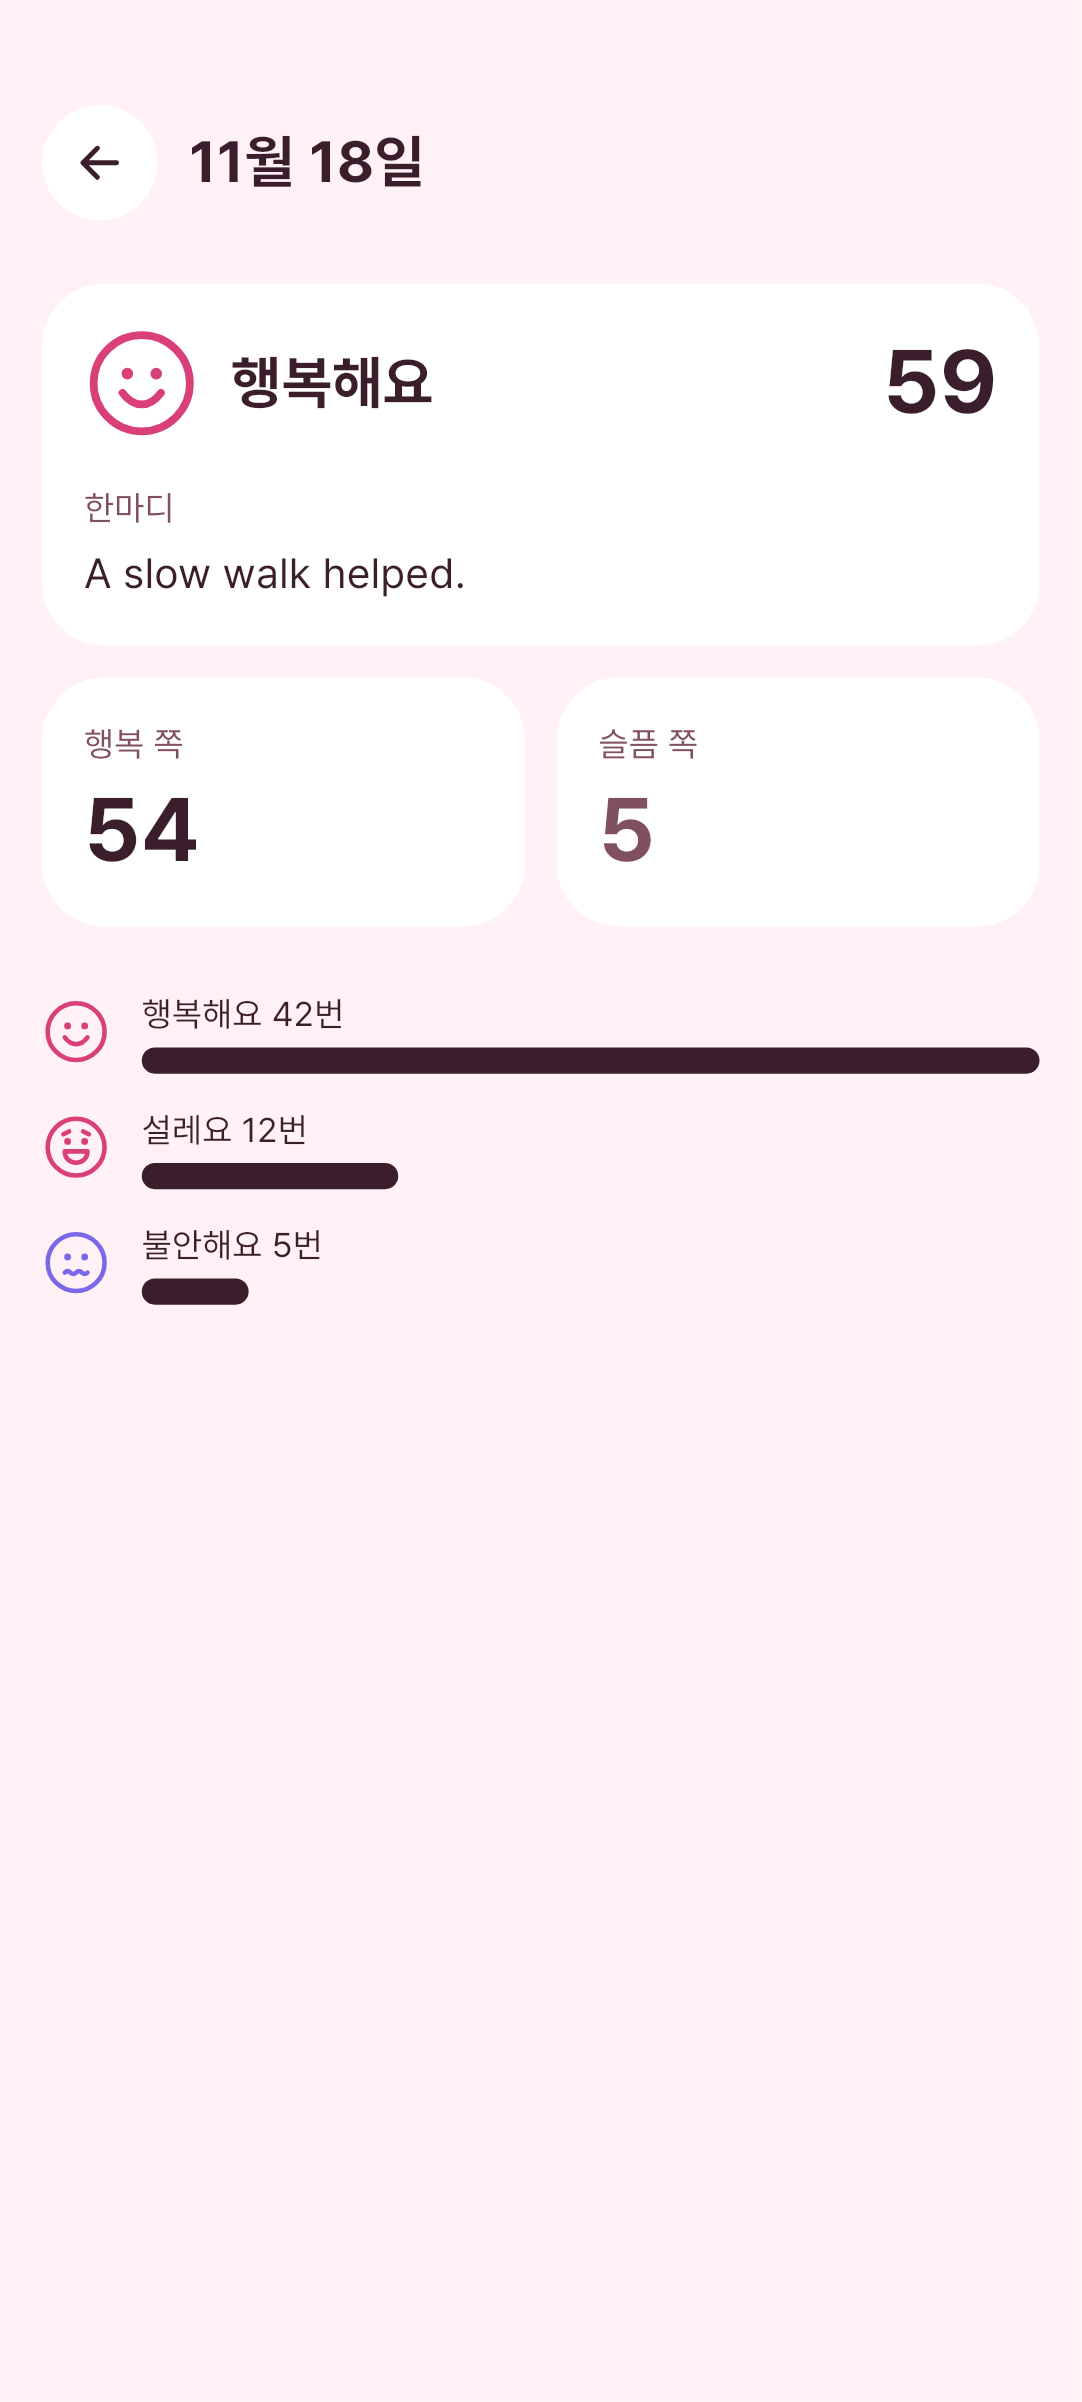 11월 18일
행복해요
59
한마디
A slow walk helped.
행복 쪽
54
슬픔 쪽
5
행복해요 42번
설레요 12번
불안해요 5번